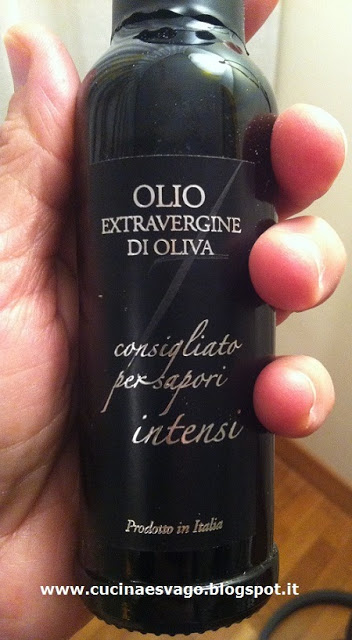 OLIO
EXTRAVERGINE
DI OLIVA
consigliato
per sapori
intensi
Prodotto in Italia
www.cucinaesvago.blogspot.it